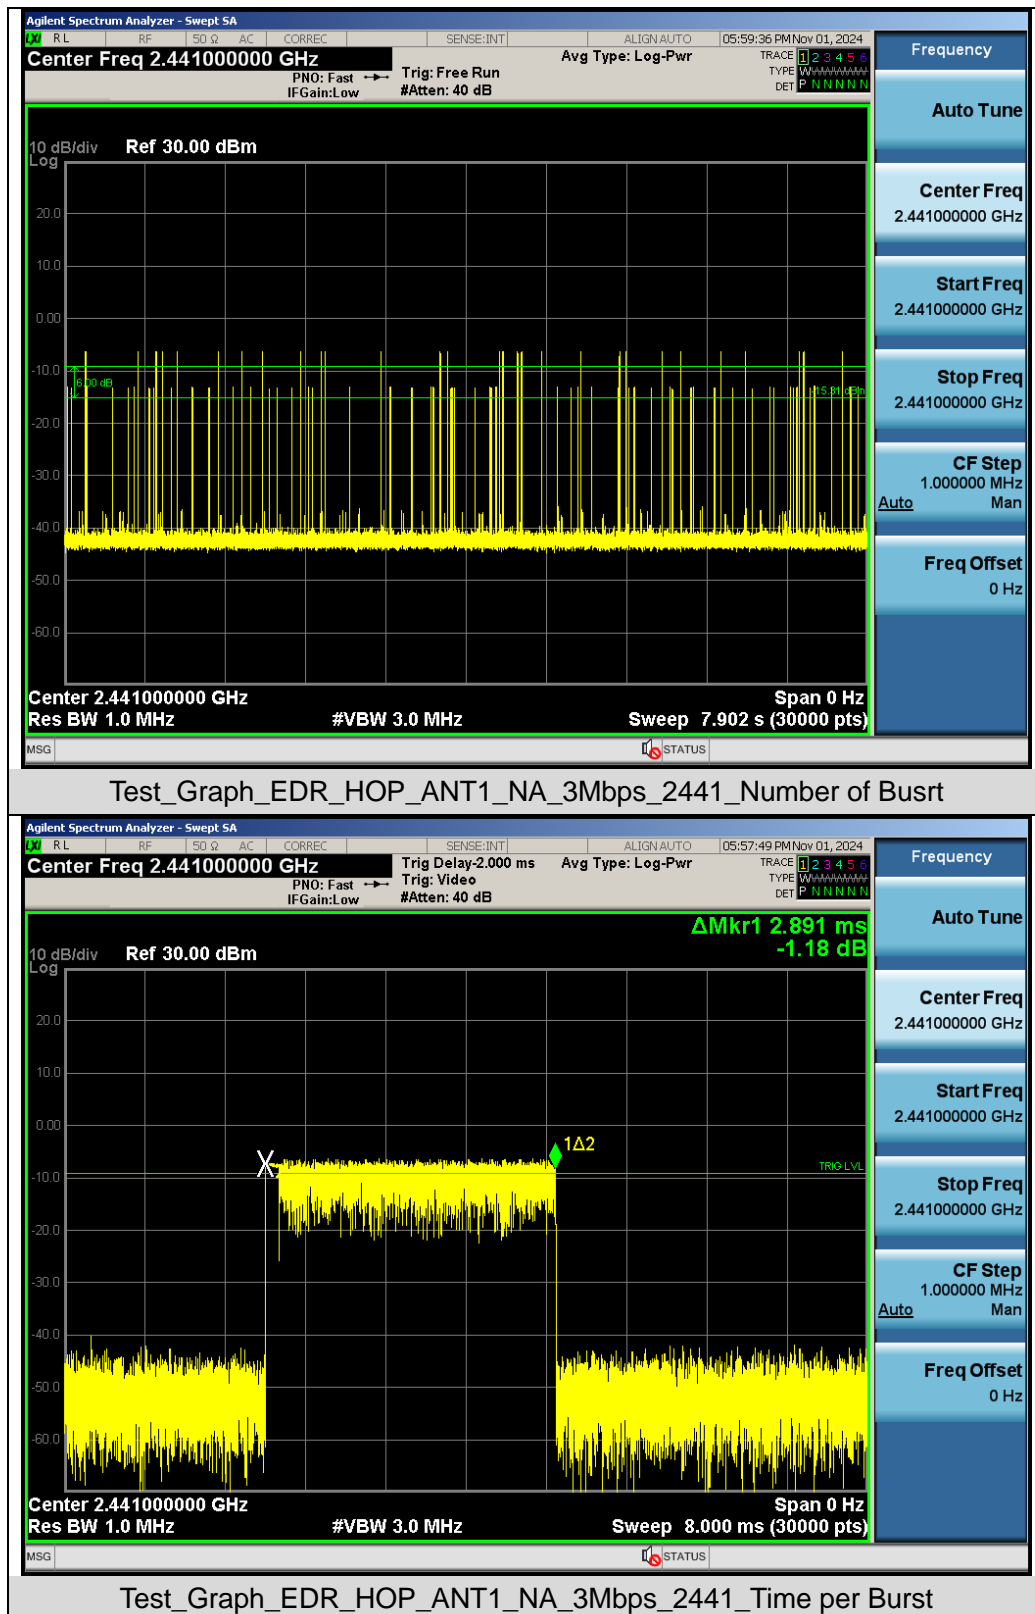 Agilent Spectrum Analyzer - Swept SA
LXI RL RF 50 Ω AC CORREC SENSE:INT ALIGN AUTO 05:59:36 PM Nov 01, 2024
Center Freq 2.441000000 GHz
Avg Type: Log-Pwr
TRACE 1 2 3 4 5 6
TYPE WWWWWW
DET P N N N N N
PNO: Fast
IFGain:Low
Trig: Free Run
#Atten: 40 dB
10 dB/div
Log
Ref 30.00 dBm
20.0
10.0
0.00
-10.0
6.00 dB
-15.31 dBm
-20.0
-30.0
-40.0
-50.0
-60.0
Center 2.441000000 GHz
Span 0 Hz
Res BW 1.0 MHz
#VBW 3.0 MHz
Sweep 7.902 s (30000 pts)
MSG
STATUS
Frequency
Auto Tune
Center Freq
2.441000000 GHz
Start Freq
2.441000000 GHz
Stop Freq
2.441000000 GHz
CF Step
1.000000 MHz
Auto Man
Freq Offset
0 Hz
Test_Graph_EDR_HOP_ANT1_NA_3Mbps_2441_Number of Busrt
Agilent Spectrum Analyzer - Swept SA
LXI RL RF 50 Ω AC CORREC SENSE:INT ALIGN AUTO 05:57:49 PM Nov 01, 2024
Center Freq 2.441000000 GHz
Trig Delay-2.000 ms
Avg Type: Log-Pwr
TRACE 1 2 3 4 5 6
TYPE WWWWWW
DET P N N N N N
PNO: Fast
IFGain:Low
Trig: Video
#Atten: 40 dB
ΔMkr1 2.891 ms
-1.18 dB
10 dB/div
Log
Ref 30.00 dBm
20.0
10.0
0.00
1Δ2
TRIG LVL
-10.0
-20.0
-30.0
-40.0
-50.0
-60.0
Center 2.441000000 GHz
Span 0 Hz
Res BW 1.0 MHz
#VBW 3.0 MHz
Sweep 8.000 ms (30000 pts)
MSG
STATUS
Frequency
Auto Tune
Center Freq
2.441000000 GHz
Start Freq
2.441000000 GHz
Stop Freq
2.441000000 GHz
CF Step
1.000000 MHz
Auto Man
Freq Offset
0 Hz
Test_Graph_EDR_HOP_ANT1_NA_3Mbps_2441_Time per Burst